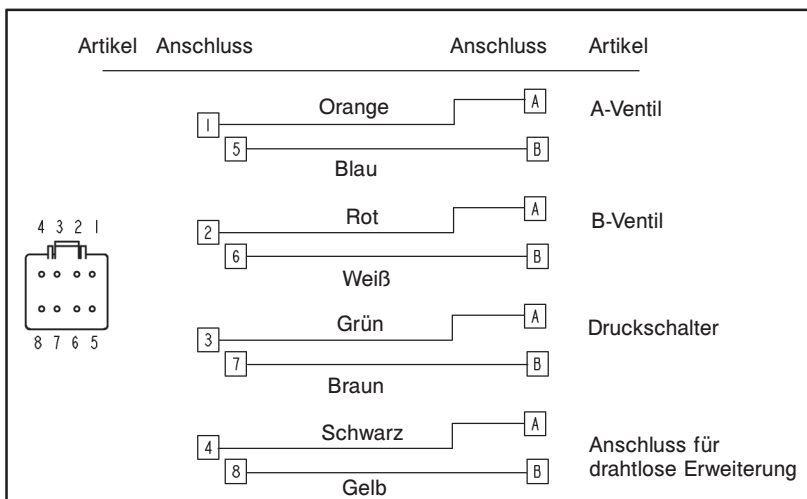 Artikel Anschluss Anschluss Artikel
Orange
1 A A-Ventil
5 B
Blau
Rot
2 A B-Ventil
6 B
Weiß
4 3 2 1
Grün
3 A Druckschalter
8 7 6 5
7 B
Braun
Schwarz
4 A
Anschluss für
8 B drahtlose Erweiterung
Gelb